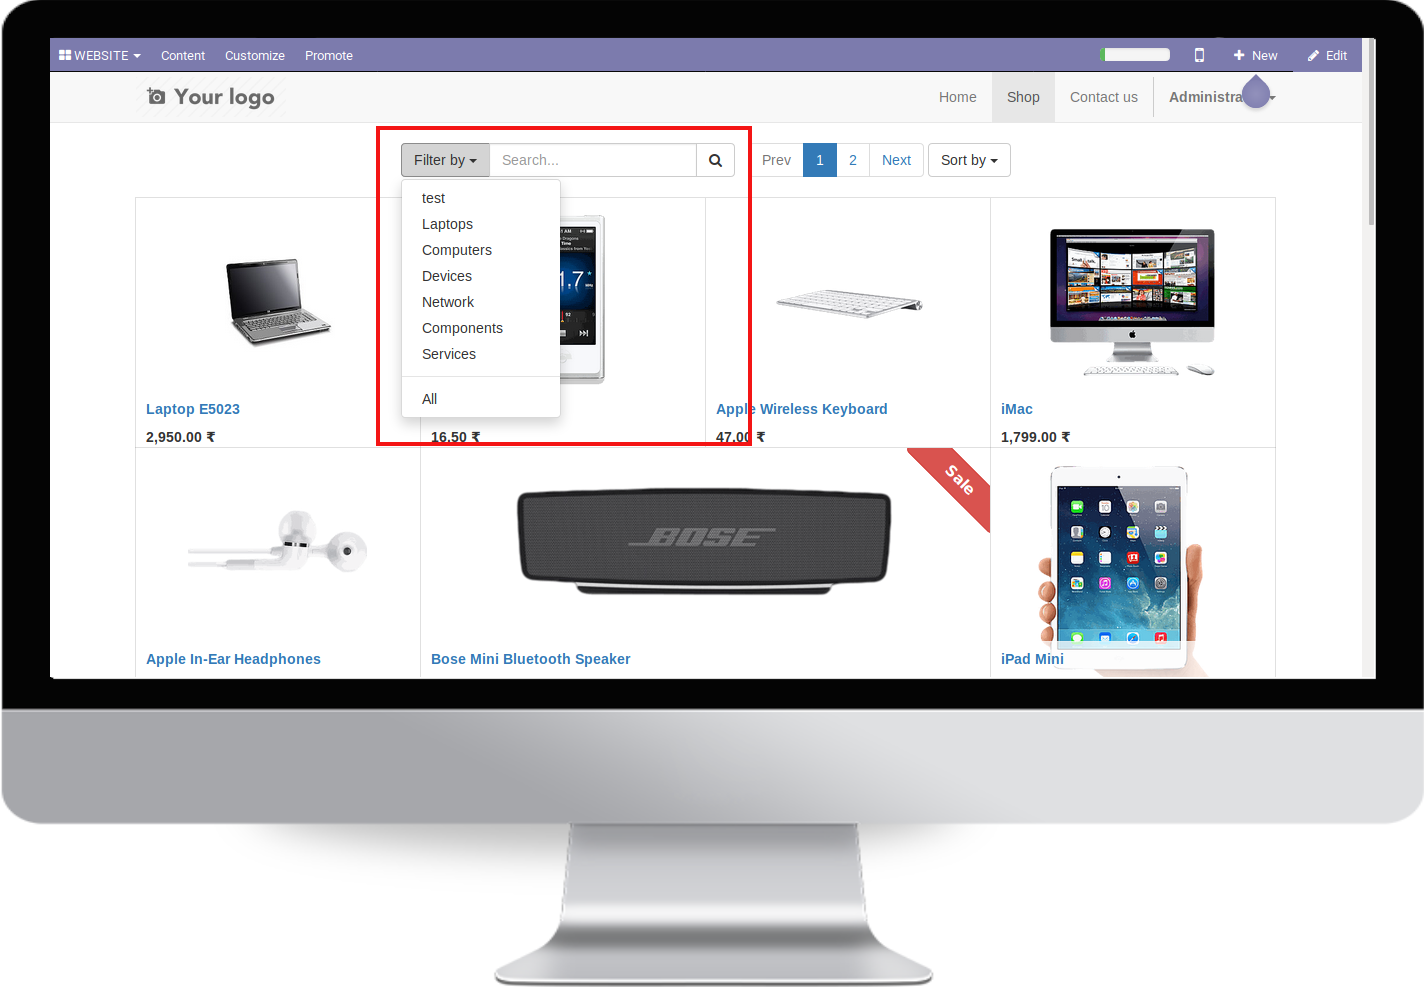 WEBSITE Content Customize Promote New Edit
Your logo Home Shop Contact us Administra
Filter by Search... Prev 1 2 Next Sort by
test
Laptops
Computers
Devices
Network
Components
Services
All
1.7
Laptop E5023
Apple Wireless Keyboard
iMac
2,950.00 ₹
16.50 ₹
47.00 ₹
1,799.00 ₹
Sale
BOSE
Apple In-Ear Headphones
Bose Mini Bluetooth Speaker
iPad Mini